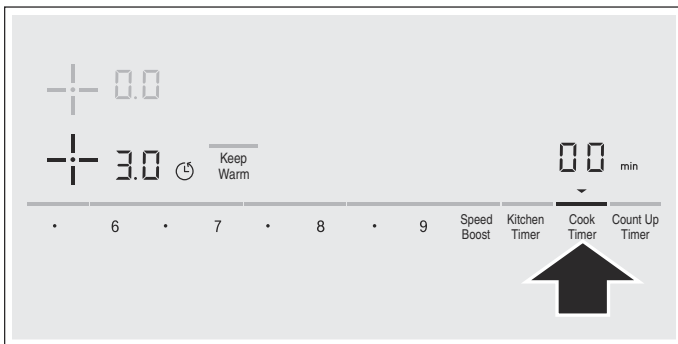 0.0
3.0 Keep Warm 00 min
· 6 · 7 · 8 · 9 Speed Boost Kitchen Timer Cook Timer Count Up Timer